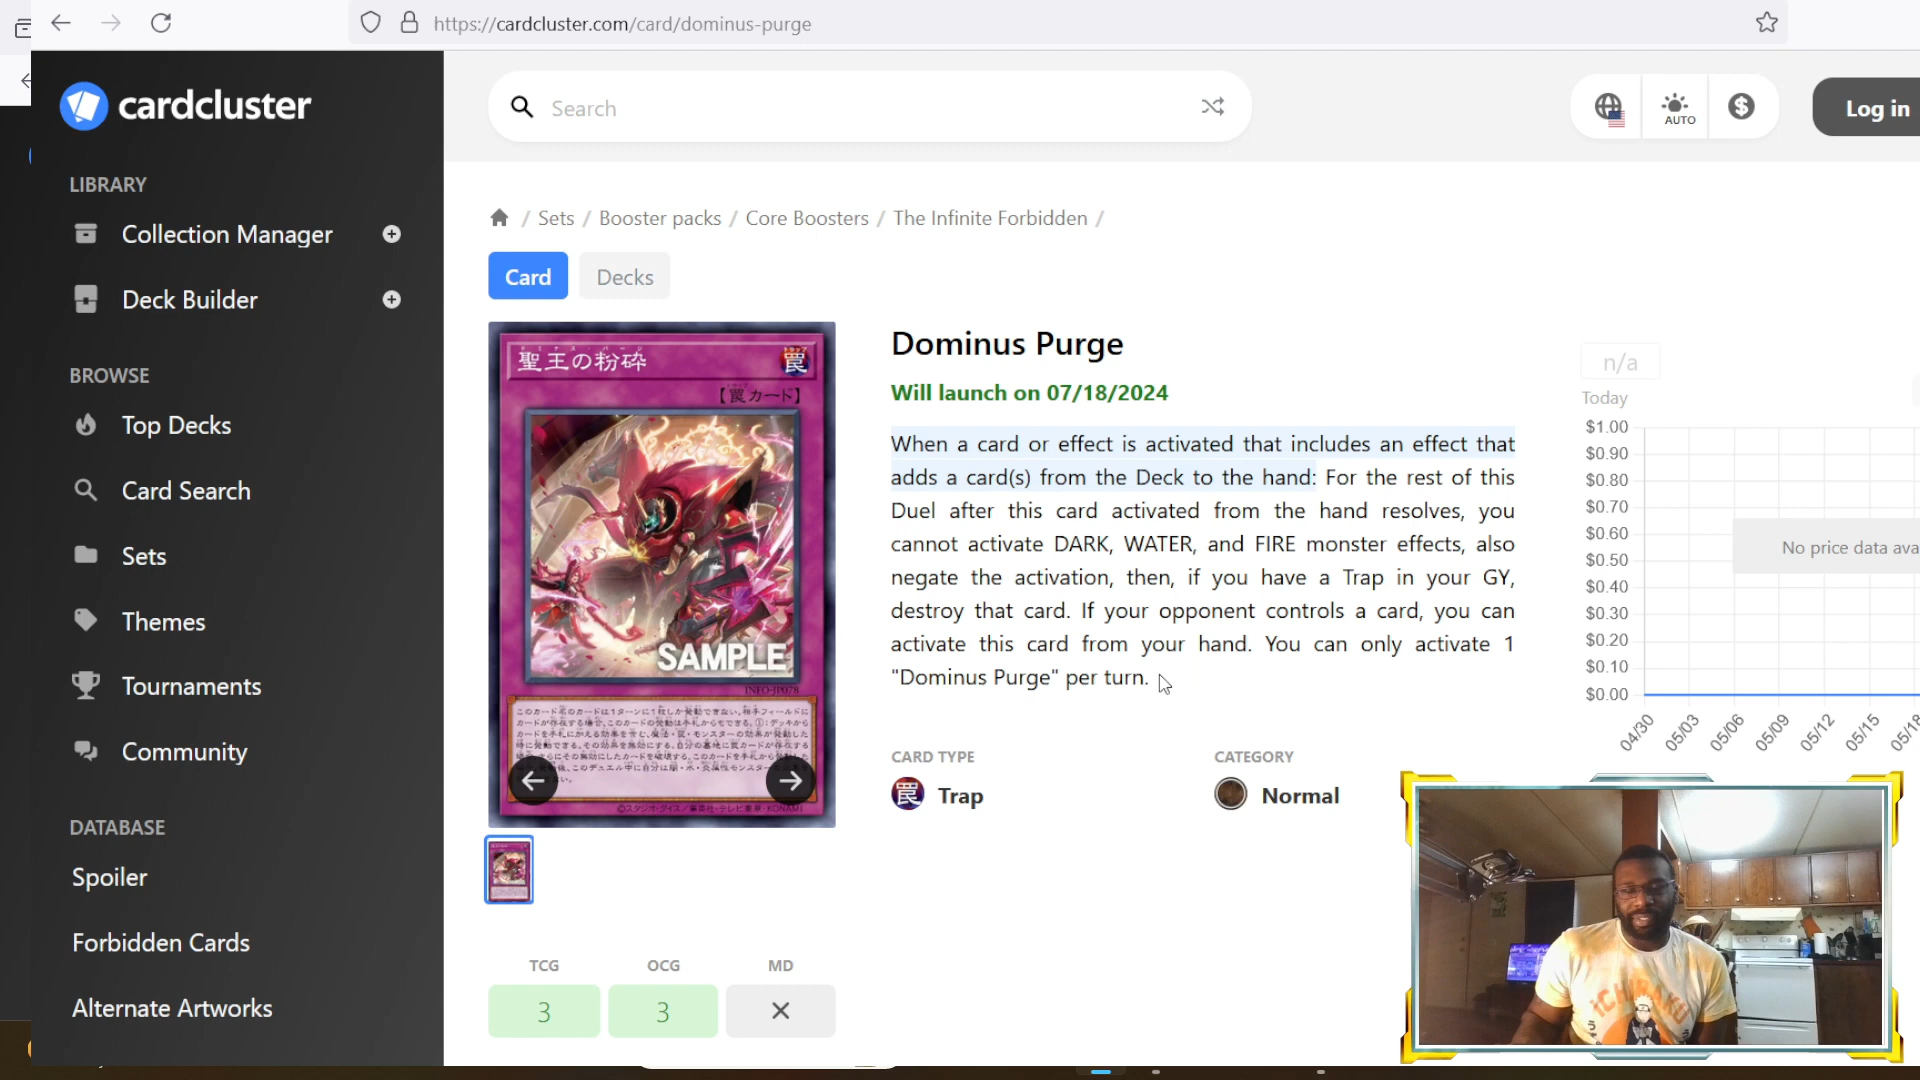 https://cardcluster.com/card/dominus-purge
cardcluster
Search
AUTO
Log in
LIBRARY
Collection Manager
Deck Builder
BROWSE
Top Decks
Card Search
Sets
Themes
Tournaments
Community
DATABASE
Spoiler
Forbidden Cards
Alternate Artworks
/ Sets / Booster packs / Core Boosters / The Infinite Forbidden /
Card
Decks
聖王の粉砕
罠
【罠カード】
SAMPLE
INFO-JP078
Dominus Purge
Will launch on 07/18/2024
When a card or effect is activated that includes an effect that
adds a card(s) from the Deck to the hand: For the rest of this
Duel after this card activated from the hand resolves, you
cannot activate DARK, WATER, and FIRE monster effects, also
negate the activation, then, if you have a Trap in your GY,
destroy that card. If your opponent controls a card, you can
activate this card from your hand. You can only activate 1
"Dominus Purge" per turn.
CARD TYPE
罠 Trap
CATEGORY
Normal
TCG
OCG
MD
3
3
n/a
Today
$1.00
$0.90
$0.80
$0.70
$0.60
$0.50
$0.40
$0.30
$0.20
$0.10
$0.00
No price data ava
04/30
05/03
05/06
05/09
05/12
05/15
05/18